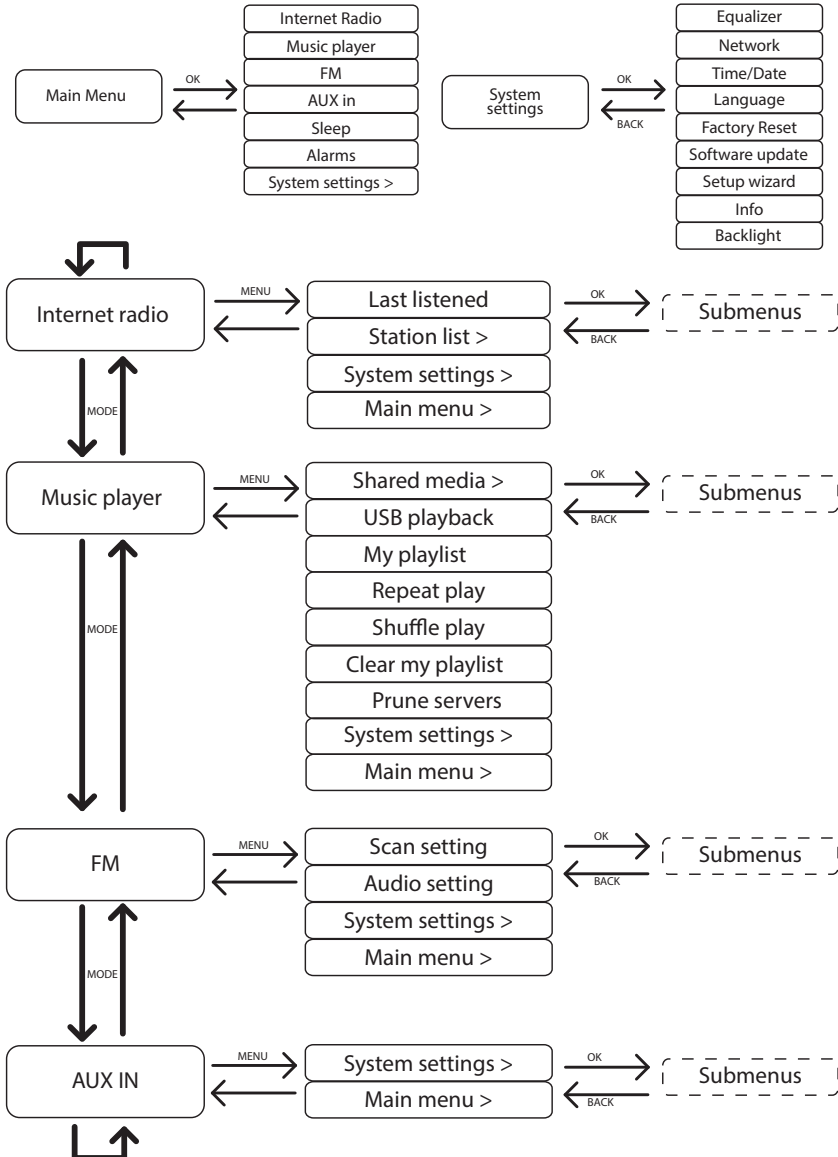 Main Menu
OK
Internet Radio
Music player
FM
AUX in
Sleep
Alarms
System settings >
System
settings
OK
BACK
Equalizer
Network
Time/Date
Language
Factory Reset
Software update
Setup wizard
Info
Backlight
Internet radio
MENU
Last listened
Station list >
System settings >
Main menu >
OK
BACK
Submenus
MODE
Music player
MENU
Shared media >
USB playback
My playlist
Repeat play
Shuffle play
Clear my playlist
Prune servers
System settings >
Main menu >
OK
BACK
Submenus
MODE
FM
MENU
Scan setting
Audio setting
System settings >
Main menu >
OK
BACK
Submenus
MODE
AUX IN
MENU
System settings >
Main menu >
OK
BACK
Submenus